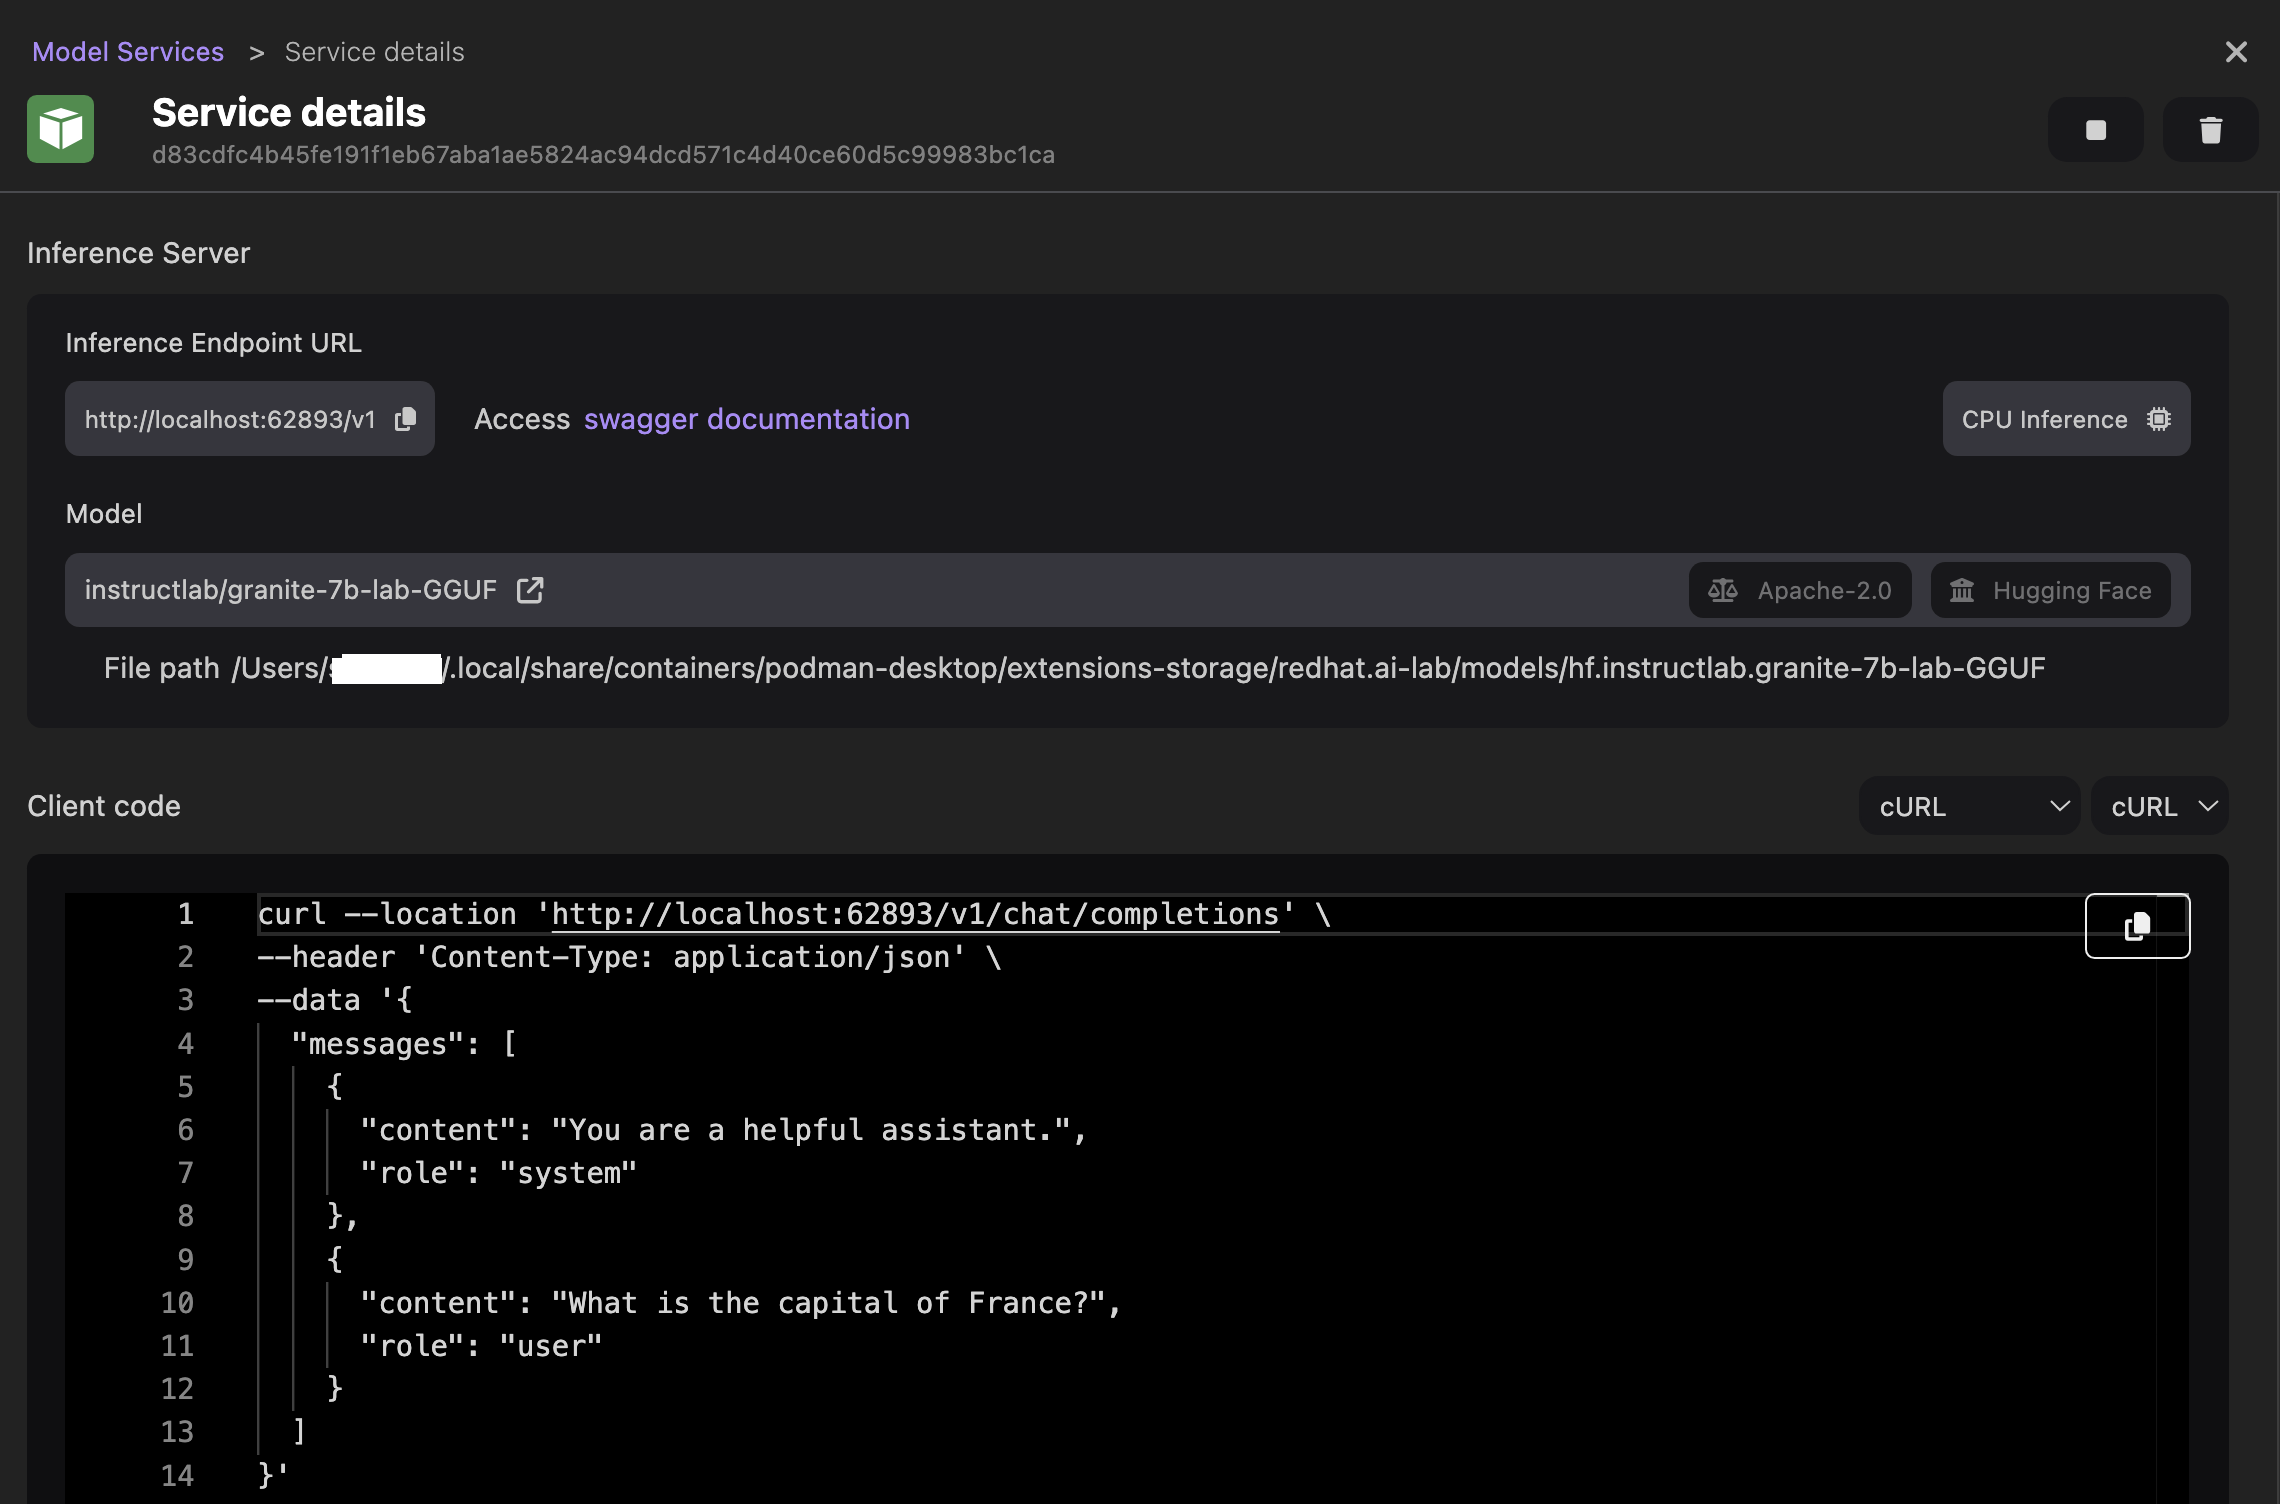 Model Services > Service details
Service details
d83cdfc4b45fe191f1eb67aba1ae5824ac94dcd571c4d40ce60d5c99983bc1ca
Inference Server
Inference Endpoint URL
http://localhost:62893/v1 Access swagger documentation CPU Inference
Model
instructlab/granite-7b-lab-GGUF Apache-2.0 Hugging Face
File path /Users/ /.local/share/containers/podman-desktop/extensions-storage/redhat.ai-lab/models/hf.instructlab.granite-7b-lab-GGUF
Client code cURL cURL
1 curl --location 'http://localhost:62893/v1/chat/completions' \
2 --header 'Content-Type: application/json' \
3 --data '{
4 "messages": [
5 {
6 "content": "You are a helpful assistant.",
7 "role": "system"
8 },
9 {
10 "content": "What is the capital of France?",
11 "role": "user"
12 }
13 ]
14 }'